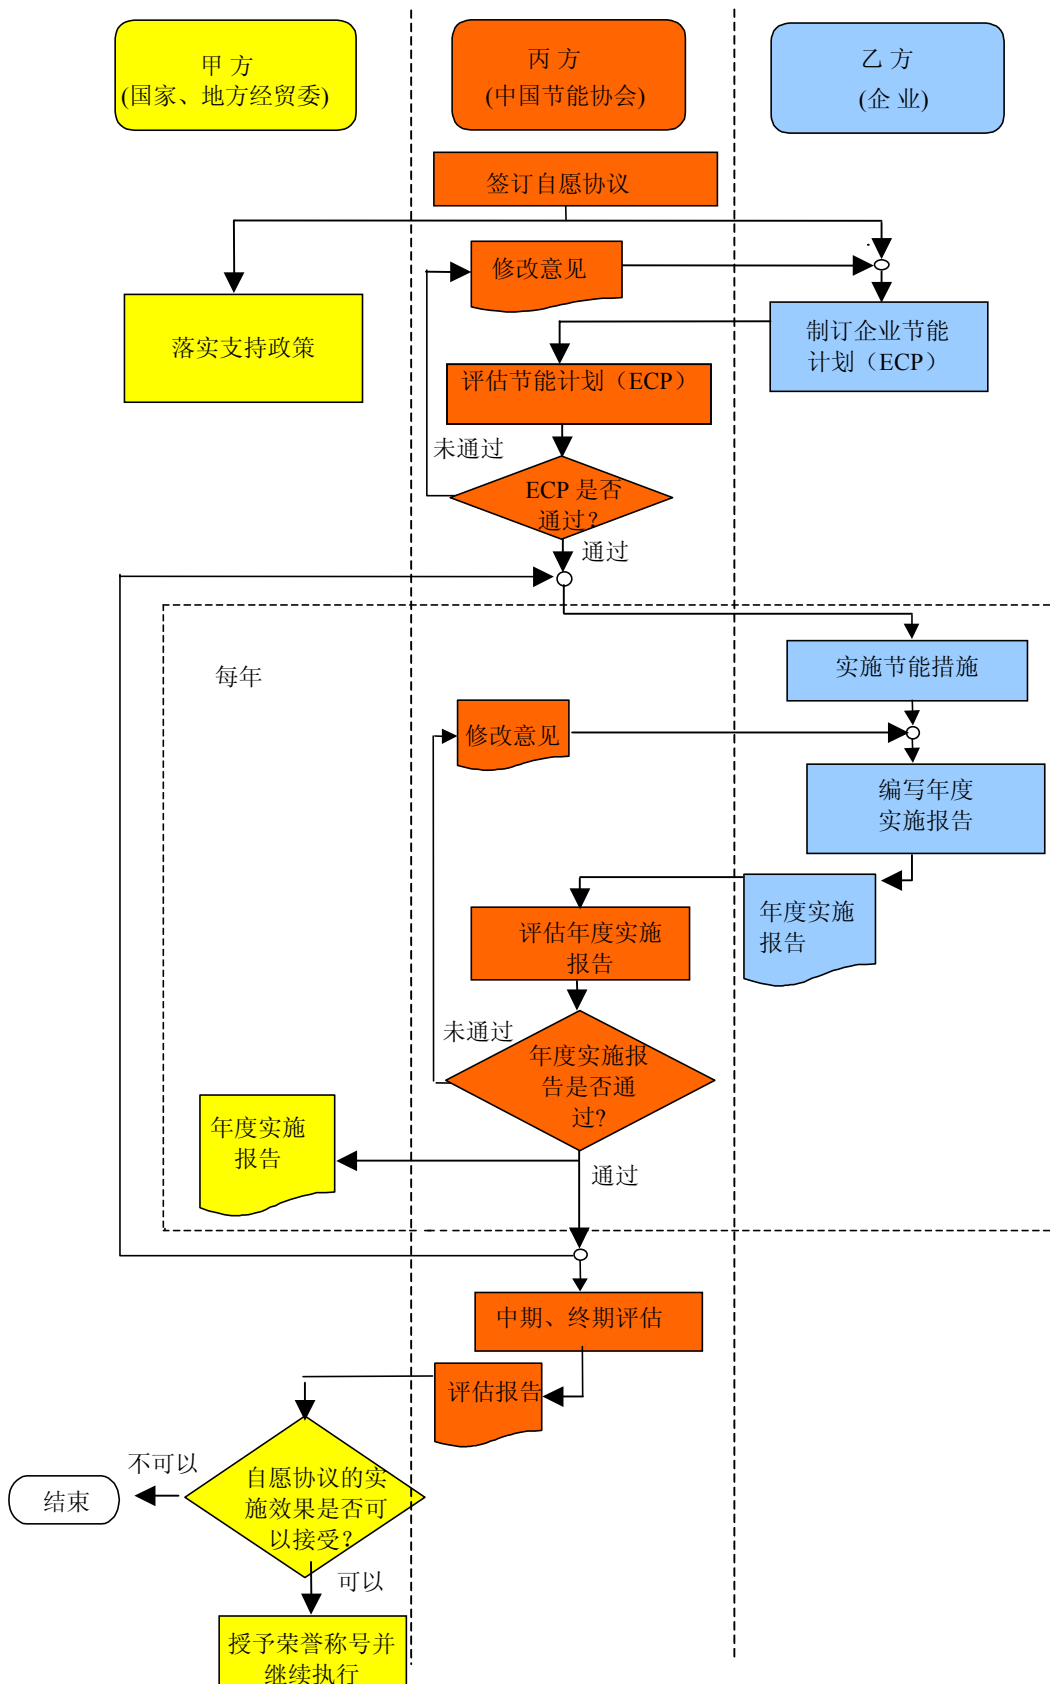 甲 方
(国家、地方经贸委)
丙 方
(中国节能协会)
乙 方
(企 业)
签订自愿协议
修改意见
落实支持政策
制订企业节能
计划（ECP）
评估节能计划（ECP）
未通过
ECP 是否
通过？
通过
每年
实施节能措施
修改意见
编写年度
实施报告
年度实施
报告
评估年度实施
报告
未通过
年度实施报
告是否通
过?
年度实施
报告
通过
中期、终期评估
评估报告
不可以
自愿协议的实
施效果是否可
以接受？
结束
可以
授予荣誉称号并
继续执行